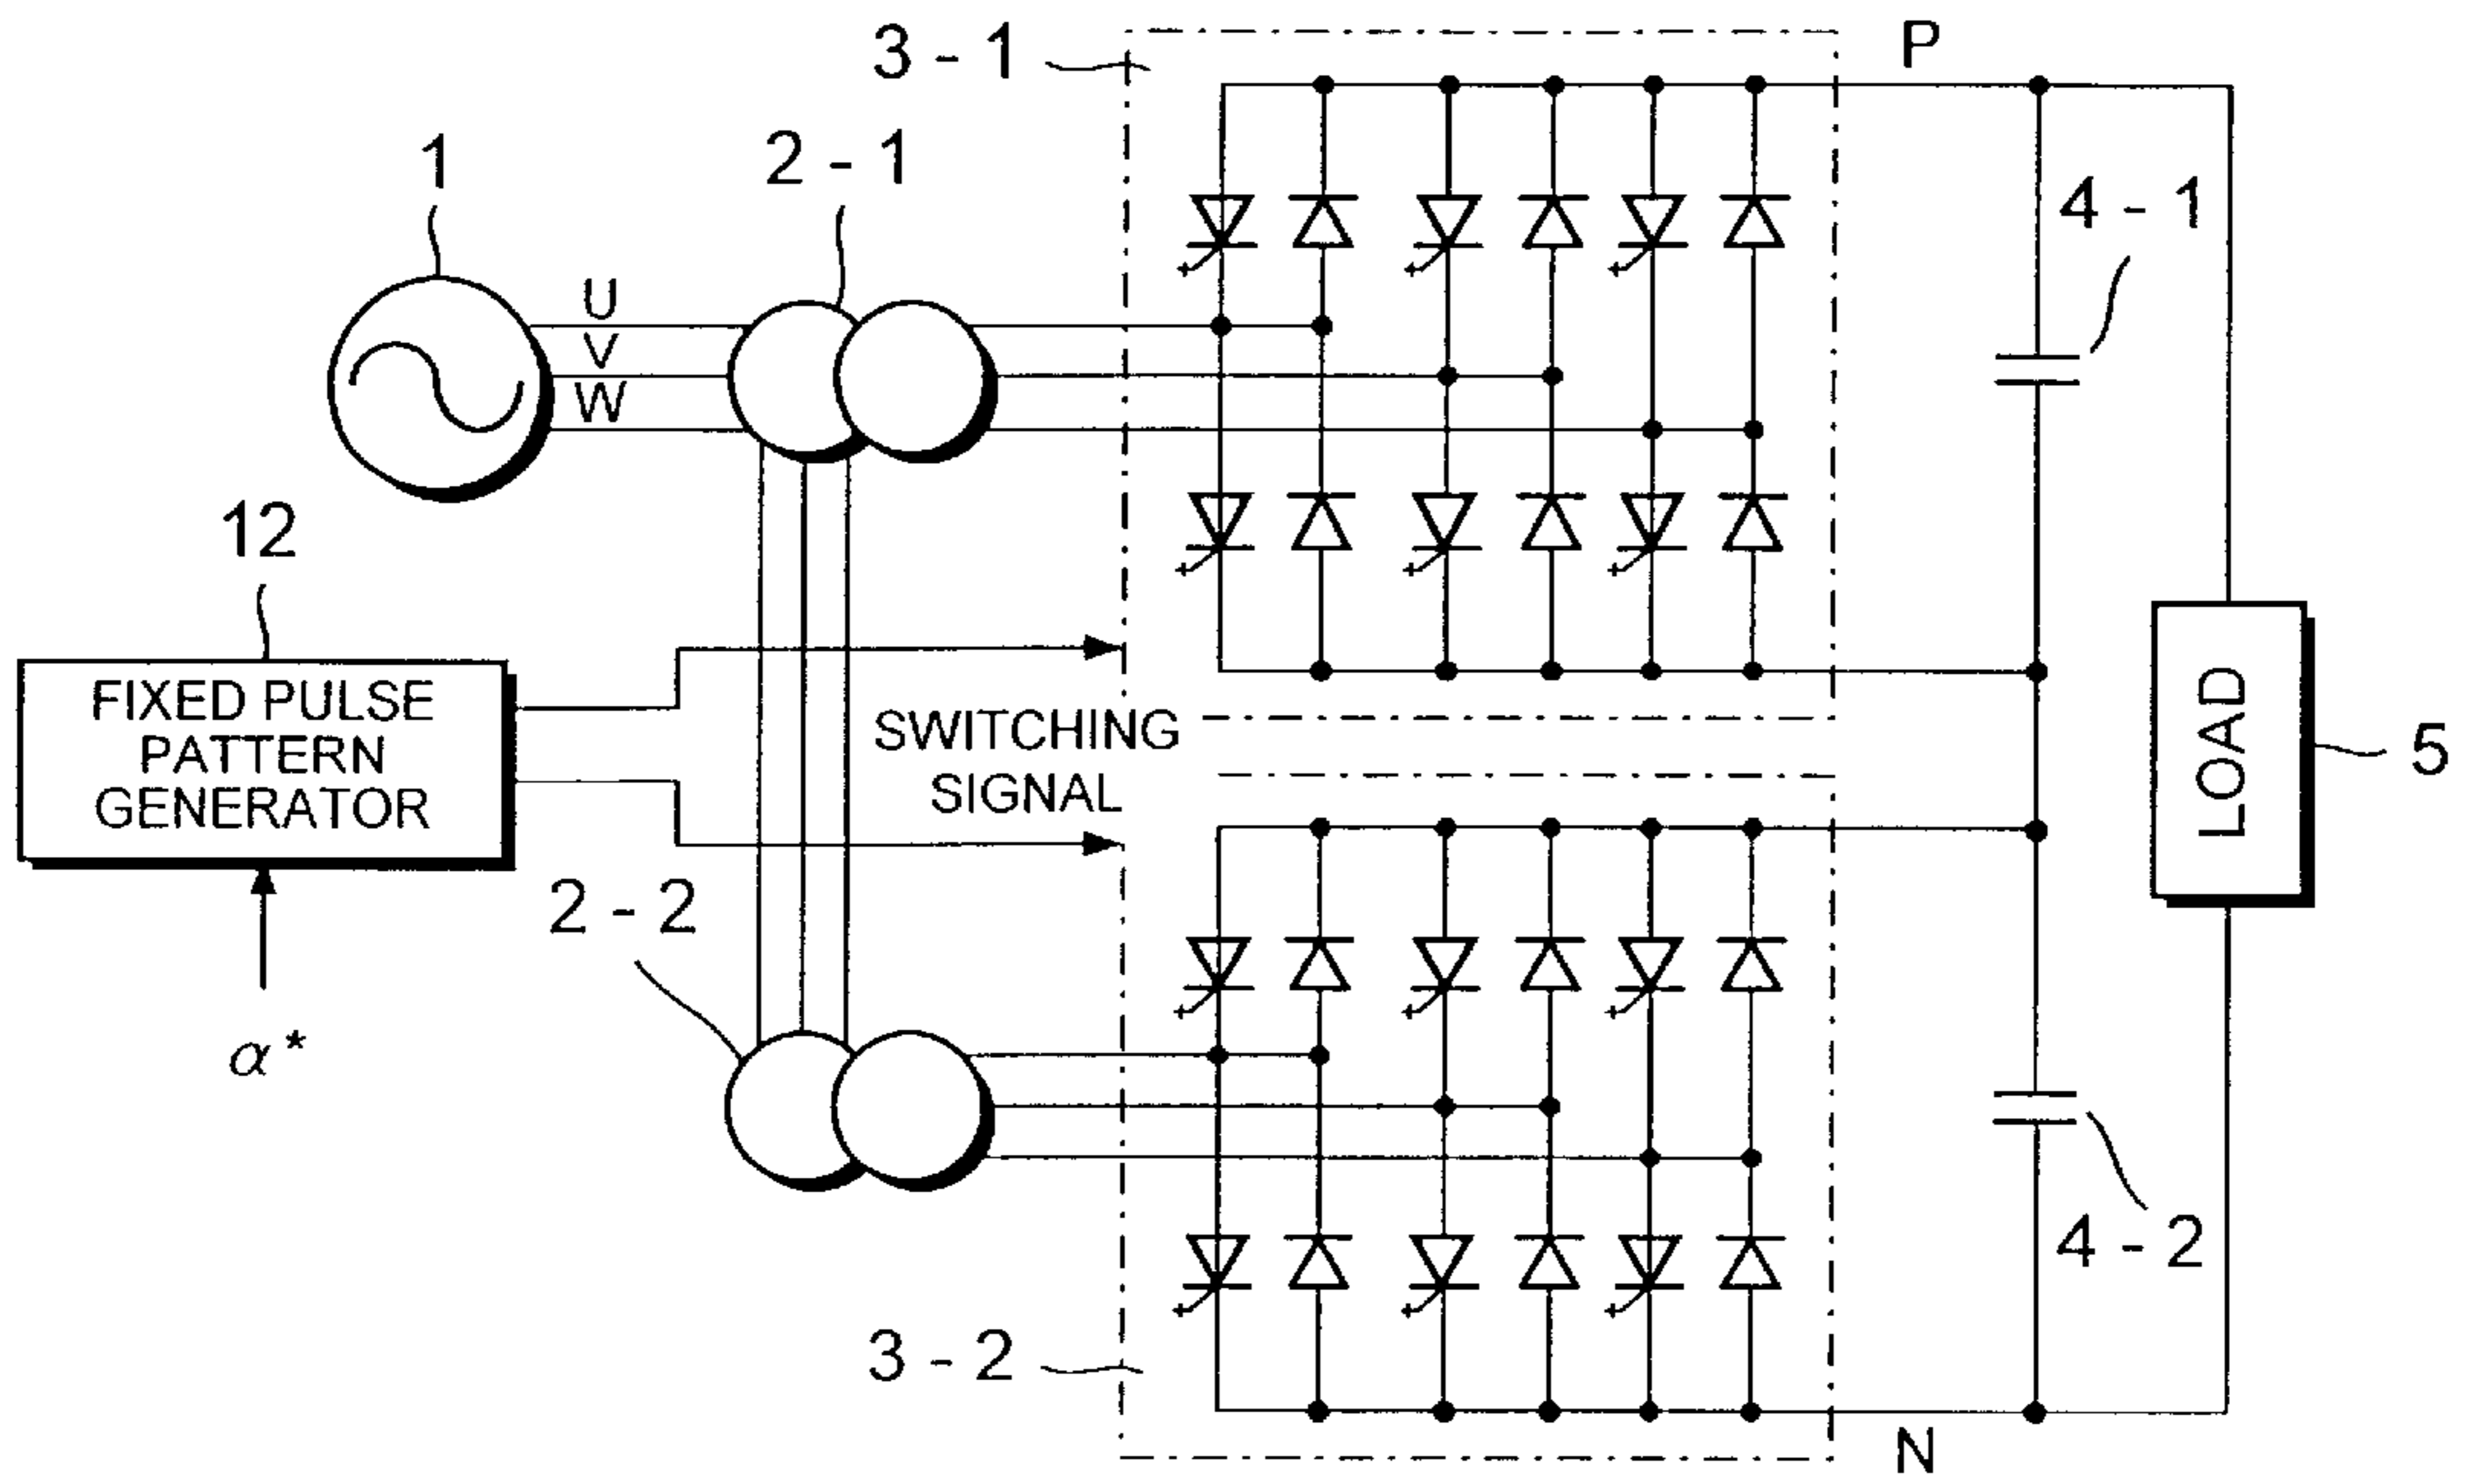 3 - 1
P
1
2 - 1
4 - 1
U
V
W
12
FIXED PULSE
PATTERN
GENERATOR
SWITCHING
SIGNAL
LOAD
5
2 - 2
α*
4 - 2
3 - 2
N